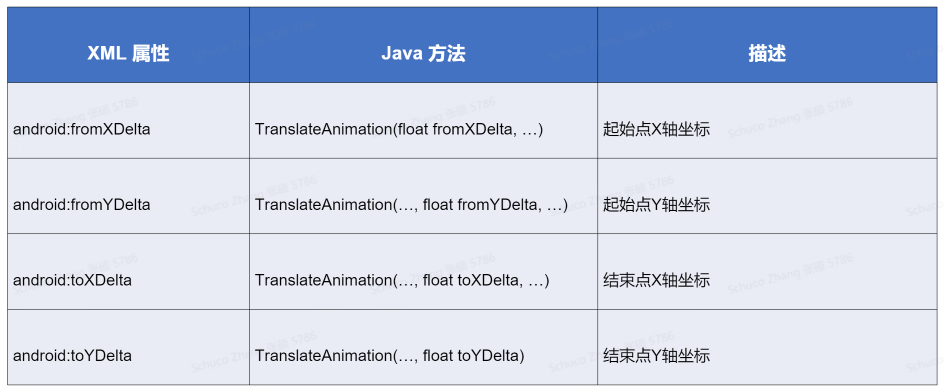 XML 属性 Java 方法 描述
android:fromXDelta TranslateAnimation(float fromXDelta, …) 起始点X轴坐标
android:fromYDelta TranslateAnimation(…, float fromYDelta, …) 起始点Y轴坐标
android:toXDelta TranslateAnimation(…, float toXDelta, …) 结束点X轴坐标
android:toYDelta TranslateAnimation(…, float toYDelta) 结束点Y轴坐标
Schuco Zhang 张硕 5786